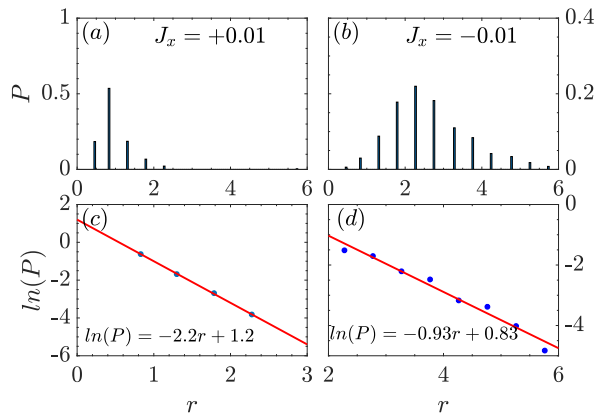 (a) J_x = +0.01
(b) J_x = −0.01
P
1
0.5
0
0.4
0.2
0
0 2 4 6
0 2 4 6
(c)
(d)
ln(P)
2
0
-2
-4
-6
0
-2
-4
ln(P) = −2.2r + 1.2
ln(P) = −0.93r + 0.83
0 1 2 3
2 4 6
r
r